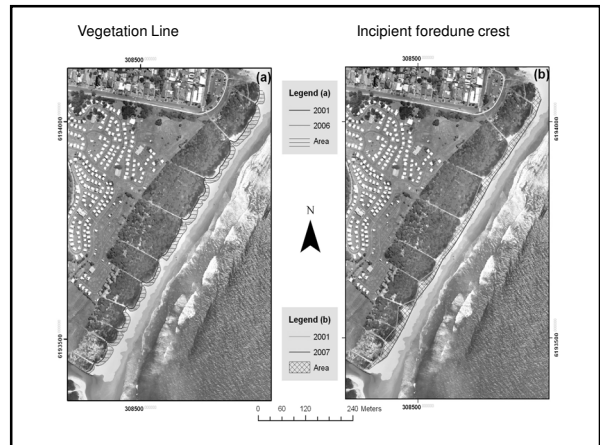 Vegetation Line
Incipient foredune crest
308500
308500
(a)
(b)
Legend (a)
2001
2006
Area
6194000
6194000
N
Legend (b)
2001
2007
Area
6193500
6193500
308500
308500
0 60 120 240 Meters